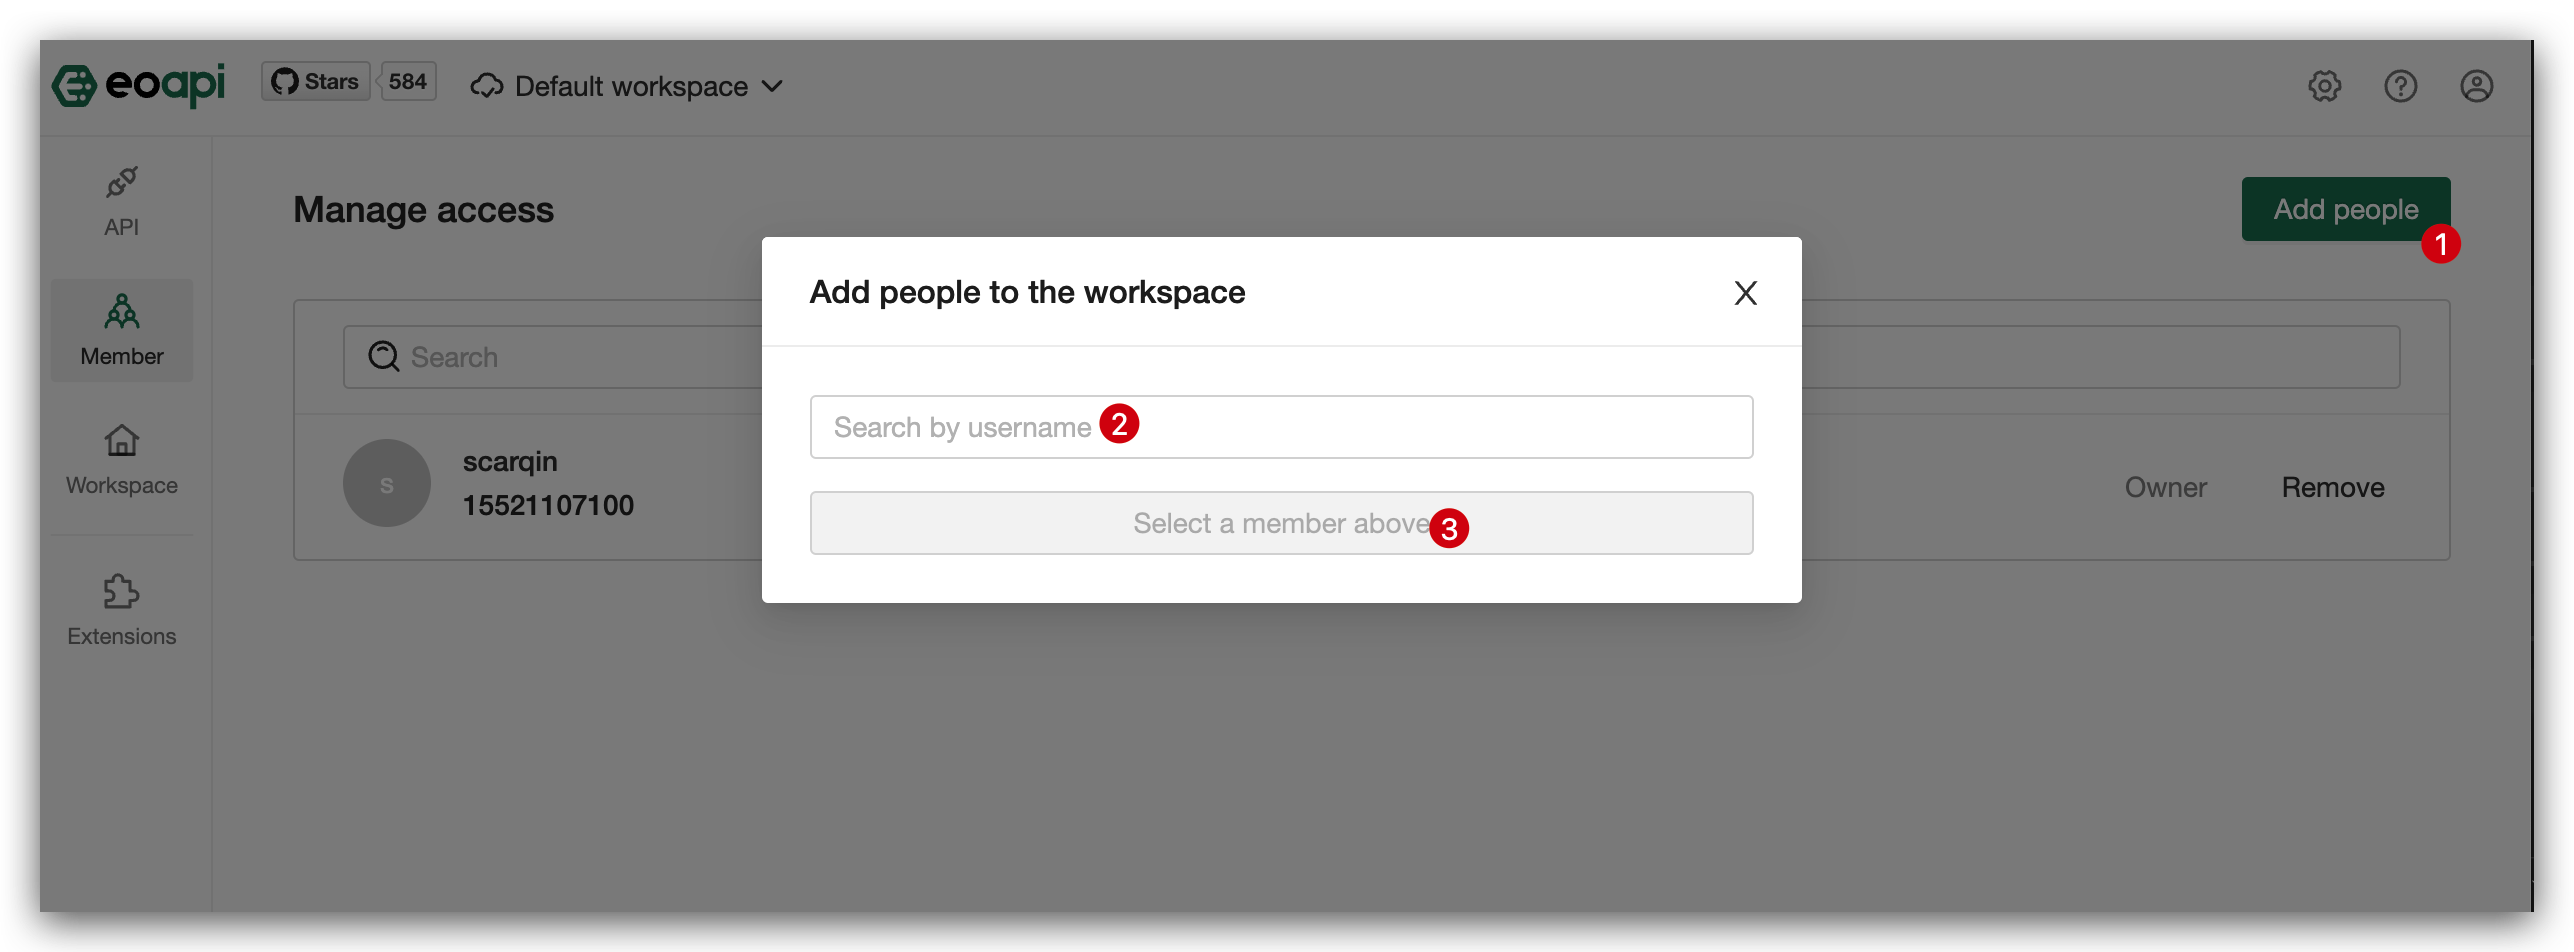 eoapi
Stars 584
Default workspace
API
Member
Workspace
Extensions
Manage access
Add people
1
Search
s
scarqin
15521107100
Owner
Remove
Add people to the workspace
X
Search by username 2
Select a member above 3